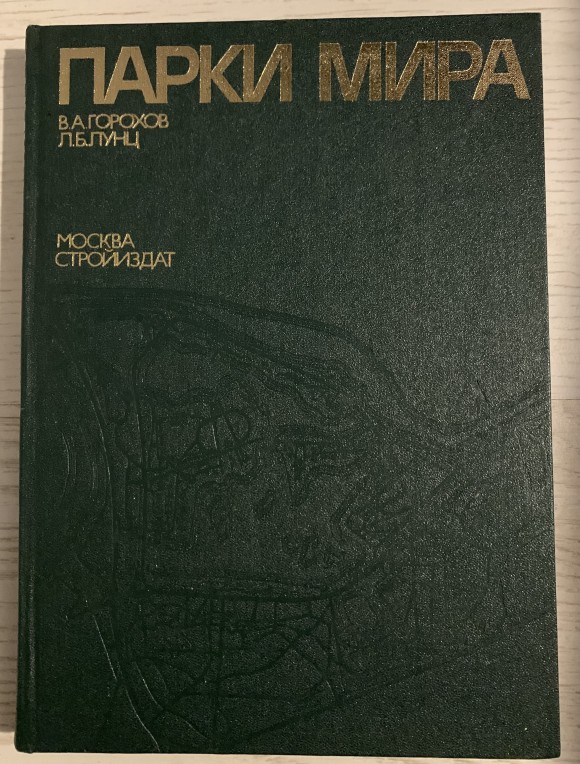 ПАРКИ МИРА
В.А.ГОРОХОВ
Л.Б.ЛУНЦ
МОСКВА
СТРОЙИЗДАТ